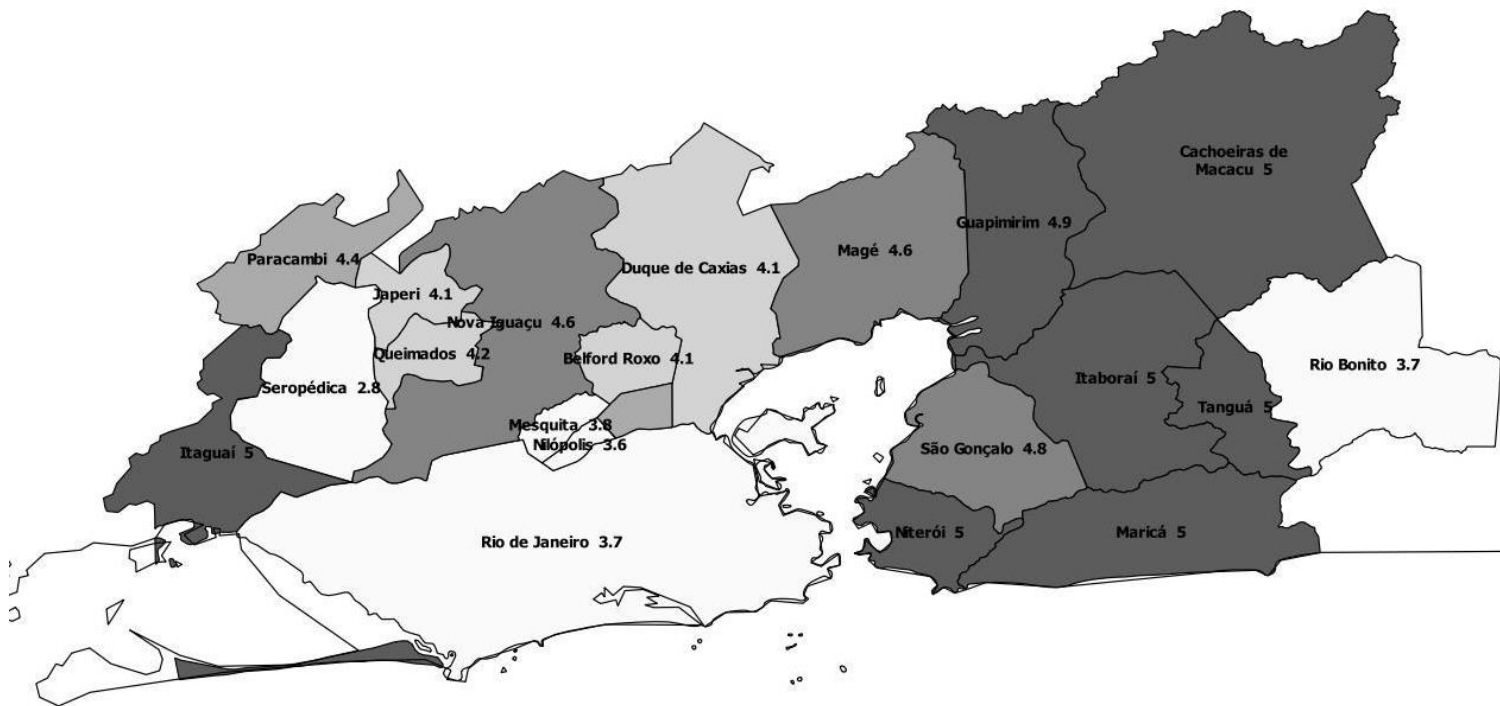 Cachoeiras de
Macacu 5
Guapimirim 4.9
Magé 4.6
Paracambi 4.4
Duque de Caxias 4.1
Japeri 4.1
Nova Iguaçu 4.6
Queimados 4.2
Belford Roxo 4.1
Rio Bonito 3.7
Itaboraí 5
Seropédica 2.8
Tanguá 5
Mesquita 3.8
Nilópolis 3.6
São Gonçalo 4.8
Itaguaí 5
Niterói 5
Maricá 5
Rio de Janeiro 3.7